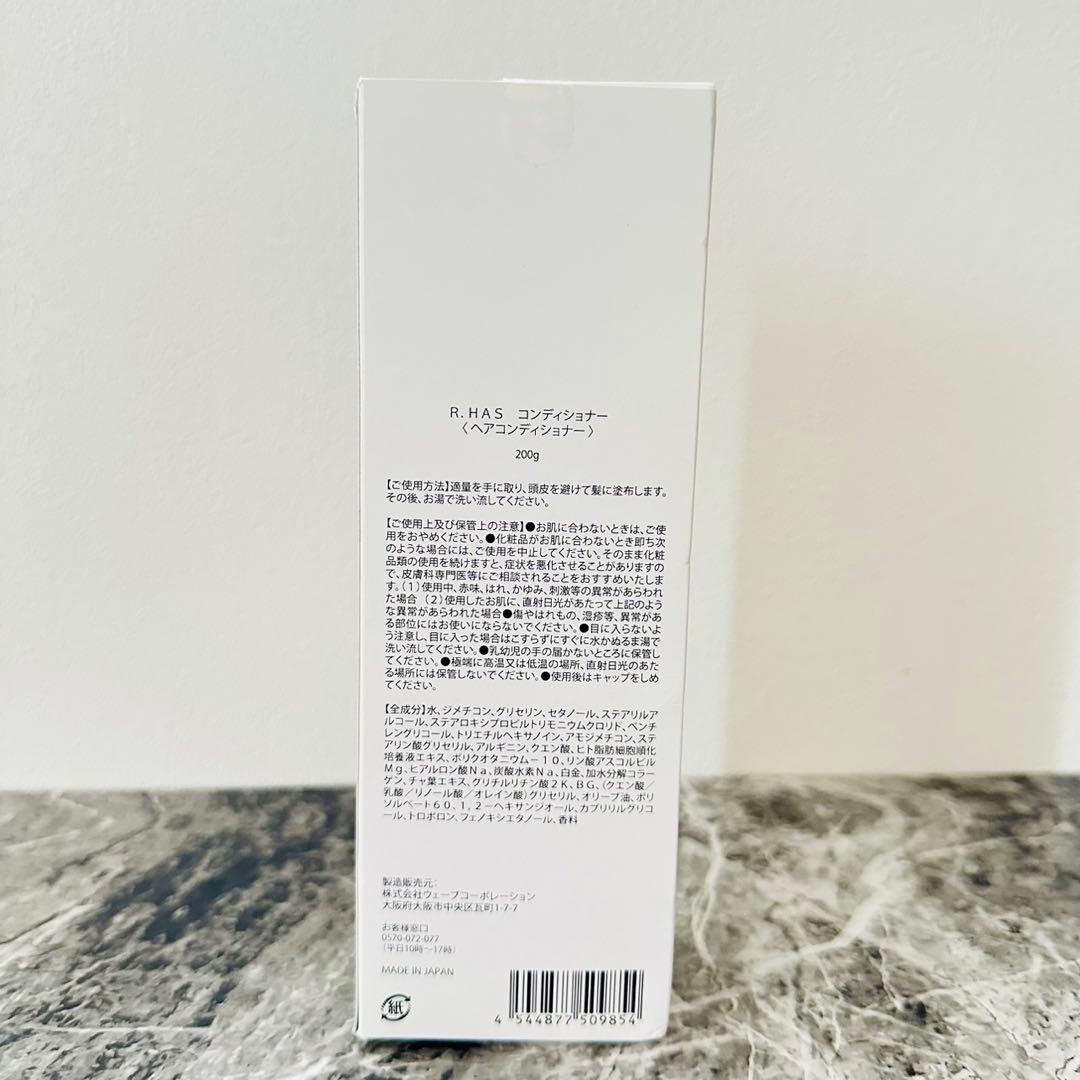 R.HAS コンディショナー
〈ヘアコンディショナー〉
200g
【ご使用方法】適量を手に取り、頭皮を避けて髪に塗布します。
その後、お湯で洗い流してください。
【ご使用上及び保管上の注意】●お肌に合わないときは、ご使
用をおやめください。●化粧品がお肌に合わないとき即ち次
のような場合には、ご使用を中止してください。そのまま化粧
品類の使用を続けますと、症状を悪化させることがありますの
で、皮膚科専門医等にご相談されることをおすすめいたしま
す。(1)使用中、赤味、はれ、かゆみ、刺激等の異常があらわれ
た場合 (2)使用したお肌に、直射日光があたって上記のよう
な異常があらわれた場合●傷やはれもの、湿疹等、異常があ
る部位にはお使いにならないでください。●目に入らないよ
う注意し、目に入った場合はこすらずにすぐに水かぬるま湯で
洗い流してください。●乳幼児の手の届かないところに保管し
てください。●極端に高温又は低温の場所、直射日光のあた
る場所には保管しないでください。●使用後はキャップをしめ
てください。
【全成分】水、ジメチコン、グリセリン、セタノール、ステアリルア
ルコール、ステアロキシプロピルトリモニウムクロリド、ペンチ
レングリコール、トリエチルヘキサノイン、アモジメチコン、ステ
アリン酸グリセリル、アルギニン、クエン酸、ヒト脂肪細胞順化
培養液エキス、ポリクオタニウム－10、リン酸アスコルビル
Mg、ヒアルロン酸Na、炭酸水素Na、白金、加水分解コラー
ゲン、チャ葉エキス、グリチルリチン酸2K、BG、(クエン酸／
乳酸／リノール酸／オレイン酸)グリセリル、オリーブ油、ポリ
ソルベート60、1,2－ヘキサンジオール、カプリリルグリコ
ール、トロポロン、フェノキシエタノール、香料
製造販売元:
株式会社ウェーブコーポレーション
大阪府大阪市中央区瓦町1-7-7
お客様窓口
0570-072-077
(平日10時～17時)
MADE IN JAPAN
紙
4 544877 509854